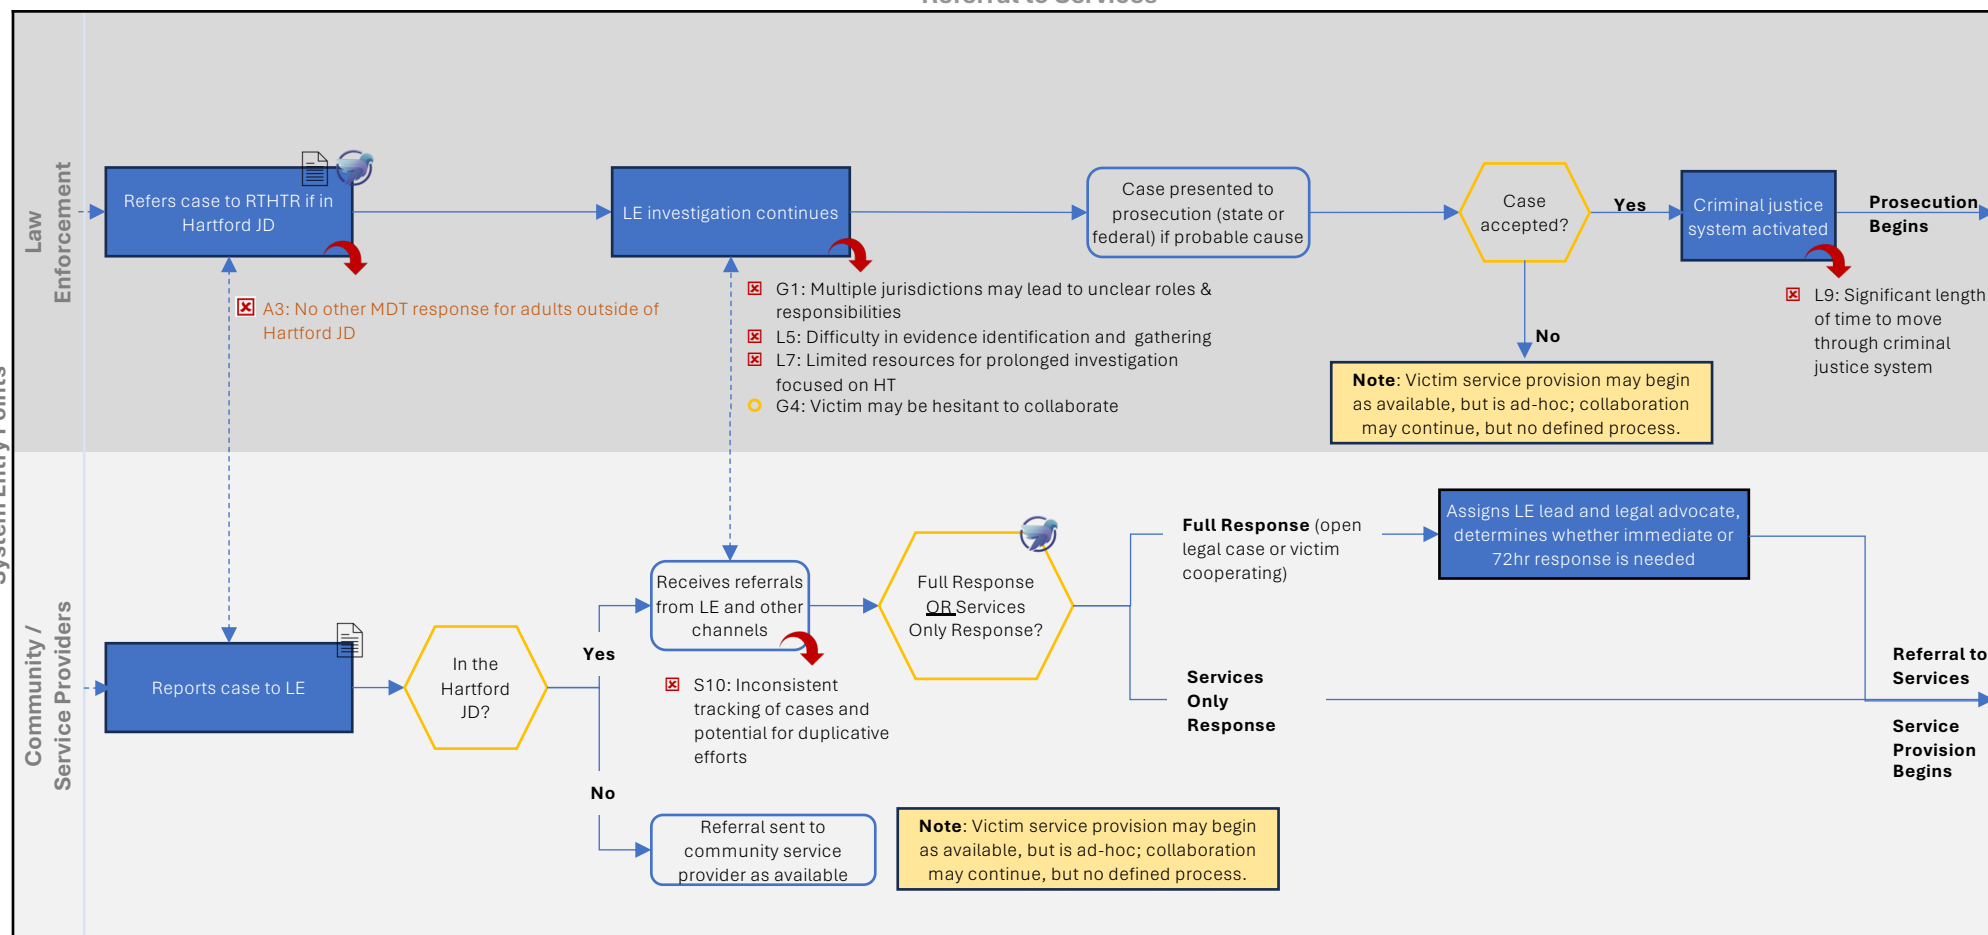 Referral to Services
System Entry Points
Law
Enforcement
Refers case to RTHTR if in
Hartford JD
A3: No other MDT response for adults outside of
Hartford JD
LE investigation continues
G1: Multiple jurisdictions may lead to unclear roles &
responsibilities
L5: Difficulty in evidence identification and gathering
L7: Limited resources for prolonged investigation
focused on HT
G4: Victim may be hesitant to collaborate
Case presented to
prosecution (state or
federal) if probable cause
Case
accepted?
Yes
No
Note: Victim service provision may begin
as available, but is ad-hoc; collaboration
may continue, but no defined process.
Criminal justice
system activated
Prosecution
Begins
L9: Significant length
of time to move
through criminal
justice system
Community /
Service Providers
Reports case to LE
In the
Hartford
JD?
Yes
No
Receives referrals
from LE and other
channels
S10: Inconsistent
tracking of cases and
potential for duplicative
efforts
Referral sent to
community service
provider as available
Note: Victim service provision may begin
as available, but is ad-hoc; collaboration
may continue, but no defined process.
Full Response
OR Services
Only Response?
Full Response (open
legal case or victim
cooperating)
Services
Only
Response
Assigns LE lead and legal advocate,
determines whether immediate or
72hr response is needed
Referral to
Services
Service
Provision
Begins